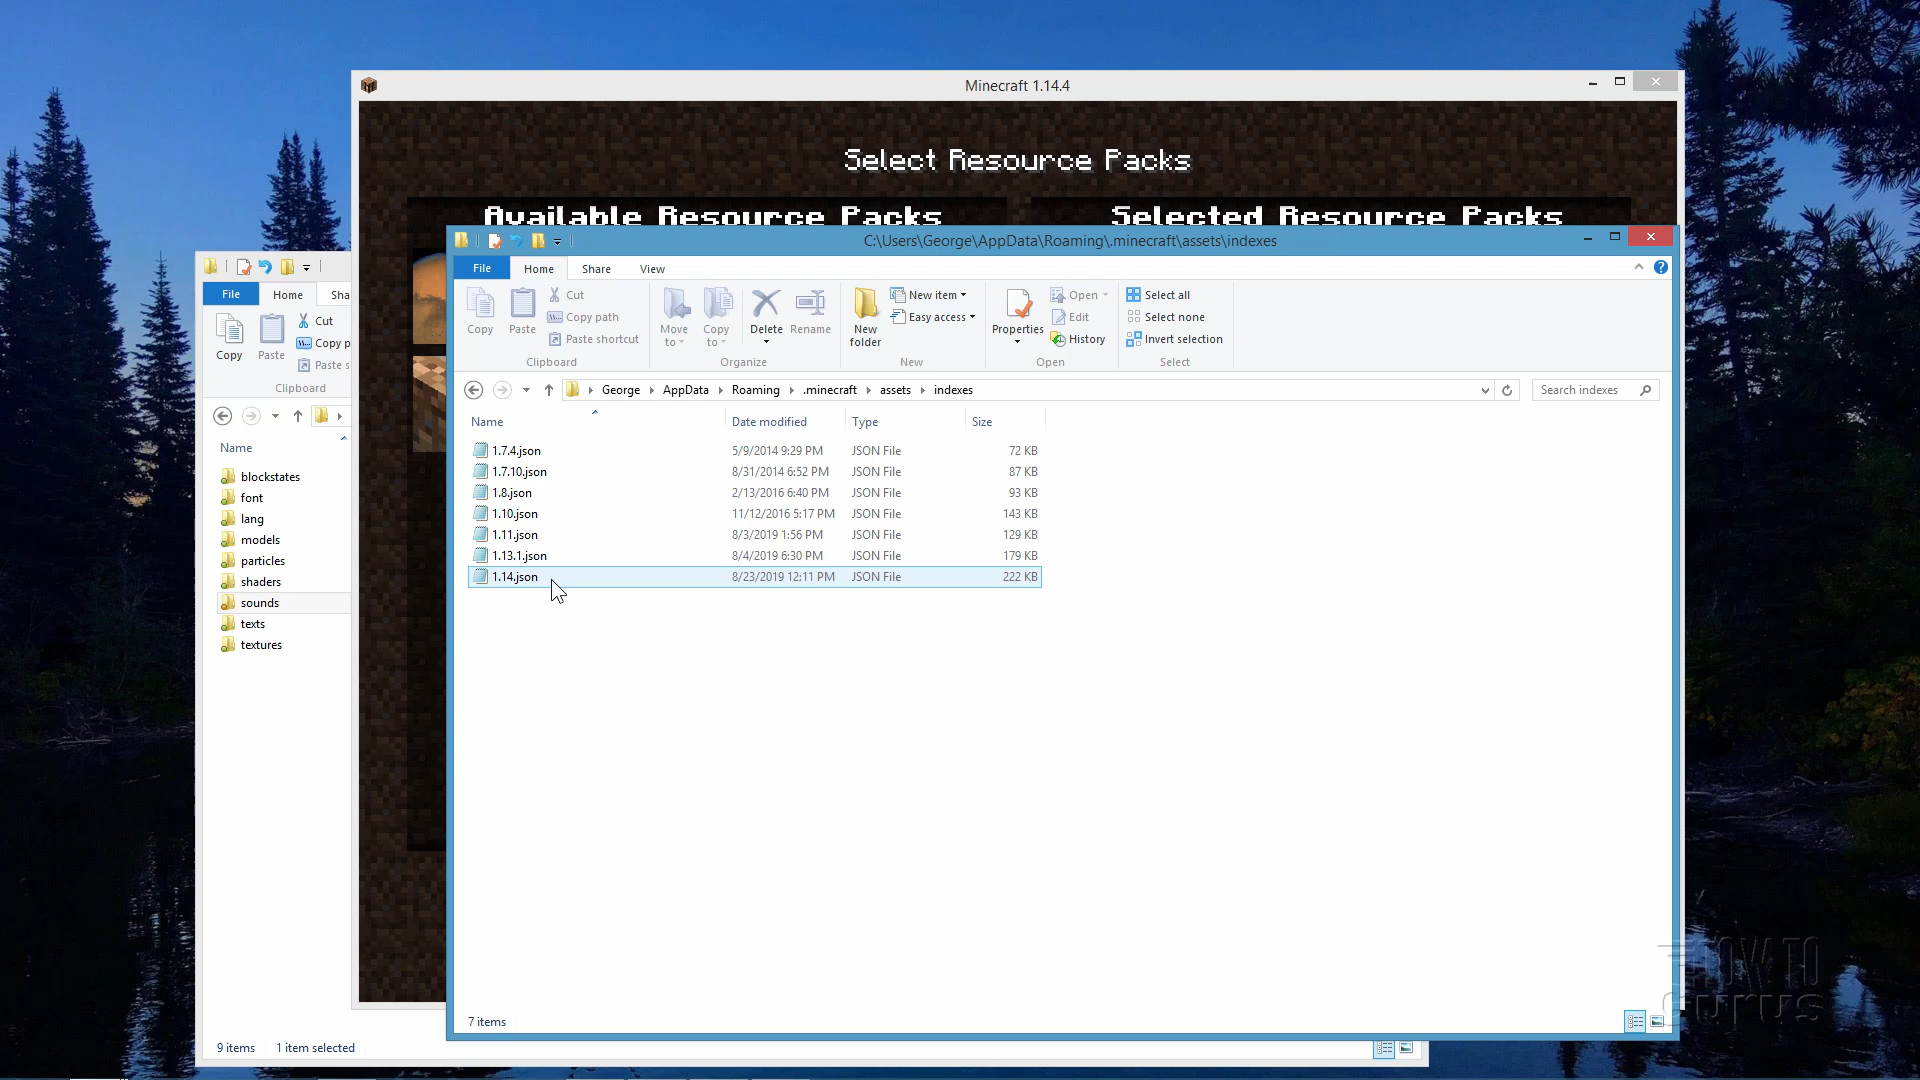 Minecraft 1.14.4
Select Resource Packs
Available Resource Packs
Selected Resource Packs
C:\Users\George\AppData\Roaming\.minecraft\assets\indexes
File Home Share View
Copy
Paste
Cut
Copy path
Paste shortcut
Clipboard
Move to
Copy to
Delete
Rename
Organize
New folder
New item
Easy access
New
Properties
Open
Edit
History
Open
Select all
Select none
Invert selection
Select
George AppData Roaming .minecraft assets indexes
Search indexes
Name Date modified Type Size
1.7.4.json 5/9/2014 9:29 PM JSON File 72 KB
1.7.10.json 8/31/2014 6:52 PM JSON File 87 KB
1.8.json 2/13/2016 6:40 PM JSON File 93 KB
1.10.json 11/12/2016 5:17 PM JSON File 143 KB
1.11.json 8/3/2019 1:56 PM JSON File 129 KB
1.13.1.json 8/4/2019 6:30 PM JSON File 179 KB
1.14.json 8/23/2019 12:11 PM JSON File 222 KB
7 items
File Home Sha
Copy
Paste
Cut
Copy p
Paste s
Clipboard
Name
blockstates
font
lang
models
particles
shaders
sounds
texts
textures
9 items 1 item selected
HOW TO
GURUS